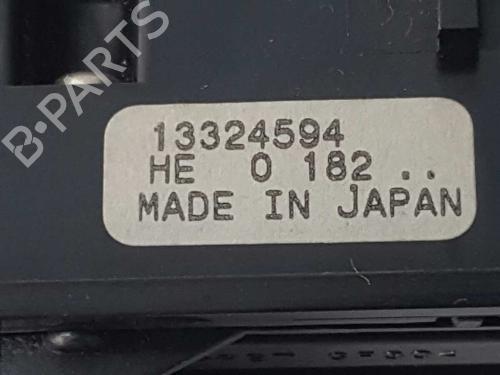 B-PARTS
13324594
HE 0 182 ..
MADE IN JAPAN